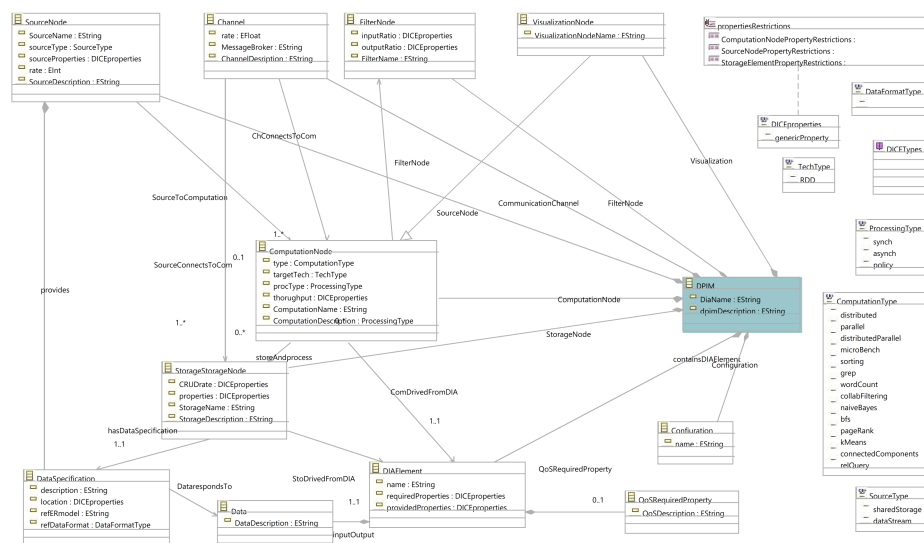 SourceNode
SourceName : EString
sourceType : SourceType
sourceProperties : DICEproperties
rate : EInt
SourceDescription : EString
Channel
rate : EFloat
MessageBroker : EString
ChannelDesription : EString
FilterNode
inputRatio : DICEproperties
outputRatio : DICEproperties
FilterName : EString
VisualizationNode
VisualizationNodeName : EString
propertiesRestrictions
ComputationNodePropertyRestrictions :
SourceNodePropertyRestrictions :
StorageElementPropertyRestrictions :
DataFormatType
DICEproperties
genericProperty
DICETypes
TechType
RDD
ChConnectsToCom
FilterNode
Visualization
SourceToComputation
SourceNode
CommunicationChannel
FilterNode
ProcessingType
synch
asynch
policy
1..*
0..1
ComputationNode
type : ComputationType
targetTech : TechType
procType : ProcessingType
thoroughput : DICEproperties
ComputationName : EString
ComputationDescription : ProcessingType
SourceConnectsToCom
provides
1..*
0..*
ComputationNode
StorageNode
DPIM
DiaName : EString
dpimDescription : EString
ComputationType
distributed
parallel
distributedParallel
microBench
sorting
grep
wordCount
collabFiltering
naiveBayes
bfs
pageRank
kMeans
connectedComponents
relQuery
storeAndprocess
containsDIAElement
Configuration
StorageStorageNode
CRUDrate : DICEproperties
properties : DICEproperties
StorageName : EString
StorageDescription : EString
ComDrivedFromDIA
1..1
hasDataSpecification
1..1
Confiuration
name : EString
DataSpecification
description : EString
location : DICEproperties
refERmodel : EString
refDataFormat : DataFormatType
DatarespondsTo
StoDrivedFromDIA
1..1
DIAElement
name : EString
requiredProperties : DICEproperties
providedProperties : DICEproperties
QoSRequiredProperty
0..1
QoSRequiredProperty
QoSDescription : EString
Data
DataDescription : EString
inputOutput
SourceType
sharedStorage
dataStream